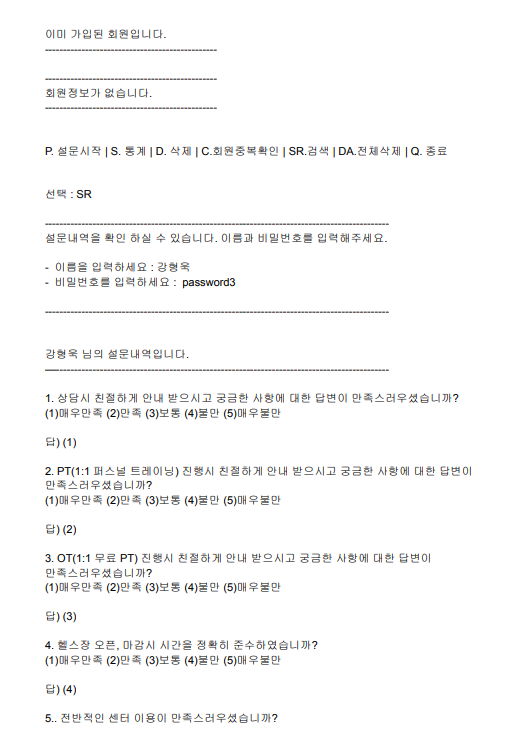 이미 가입된 회원입니다.
-----------------------------------------------
-----------------------------------------------
회원정보가 없습니다.
-----------------------------------------------
P. 설문시작 | S. 통계 | D. 삭제 | C.회원중복확인 | SR.검색 | DA.전체삭제 | Q. 종료
선택 : SR
----------------------------------------------------------------------------------------------
설문내역을 확인 하실 수 있습니다. 이름과 비밀번호를 입력해주세요.
- 이름을 입력하세요 : 강형욱
- 비밀번호를 입력하세요 : password3
----------------------------------------------------------------------------------------------
강형욱 님의 설문내역입니다.
—-------------------------------------------------------------------------------------------
1. 상담시 친절하게 안내 받으시고 궁금한 사항에 대한 답변이 만족스러우셨습니까?
(1)매우만족 (2)만족 (3)보통 (4)불만 (5)매우불만
답) (1)
2. PT(1:1 퍼스널 트레이닝) 진행시 친절하게 안내 받으시고 궁금한 사항에 대한 답변이
만족스러우셨습니까?
(1)매우만족 (2)만족 (3)보통 (4)불만 (5)매우불만
답) (2)
3. OT(1:1 무료 PT) 진행시 친절하게 안내 받으시고 궁금한 사항에 대한 답변이
만족스러우셨습니까?
(1)매우만족 (2)만족 (3)보통 (4)불만 (5)매우불만
답) (3)
4. 헬스장 오픈, 마감시 시간을 정확히 준수하였습니까?
(1)매우만족 (2)만족 (3)보통 (4)불만 (5)매우불만
답) (4)
5.. 전반적인 센터 이용이 만족스러우셨습니까?